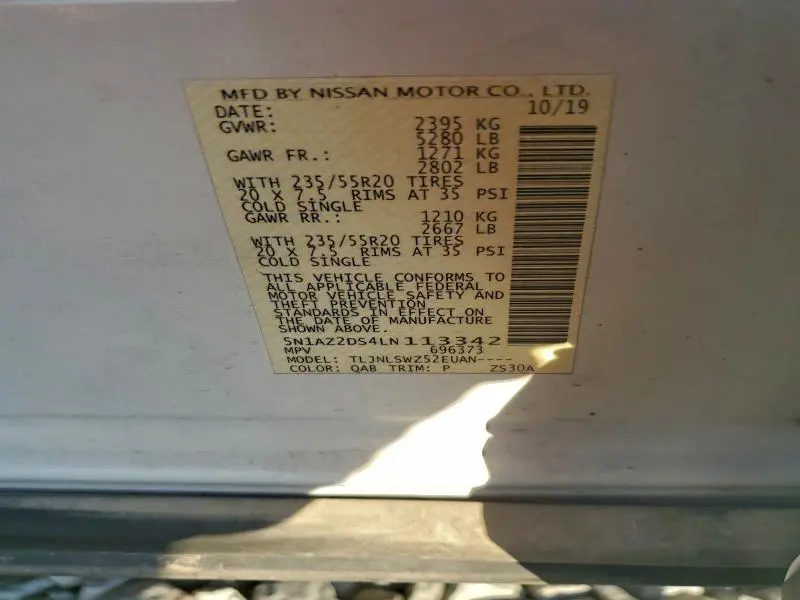 MFD BY NISSAN MOTOR CO., LTD.
DATE: 10/19
GVWR: 2395 KG
5280 LB
GAWR FR.: 1271 KG
2802 LB
WITH 235/55R20 TIRES
20 X 7.5 RIMS AT 35 PSI
COLD SINGLE
GAWR RR.: 1210 KG
2667 LB
WITH 235/55R20 TIRES
20 X 7.5 RIMS AT 35 PSI
COLD SINGLE
THIS VEHICLE CONFORMS TO
ALL APPLICABLE FEDERAL
MOTOR VEHICLE SAFETY AND
THEFT PREVENTION
STANDARDS IN EFFECT ON
THE DATE OF MANUFACTURE
SHOWN ABOVE.
5N1AZ2DS4LN113342
MPV 696373
MODEL: TLJNLSWZ52EUAN----
COLOR: QAB TRIM: P ZS30A